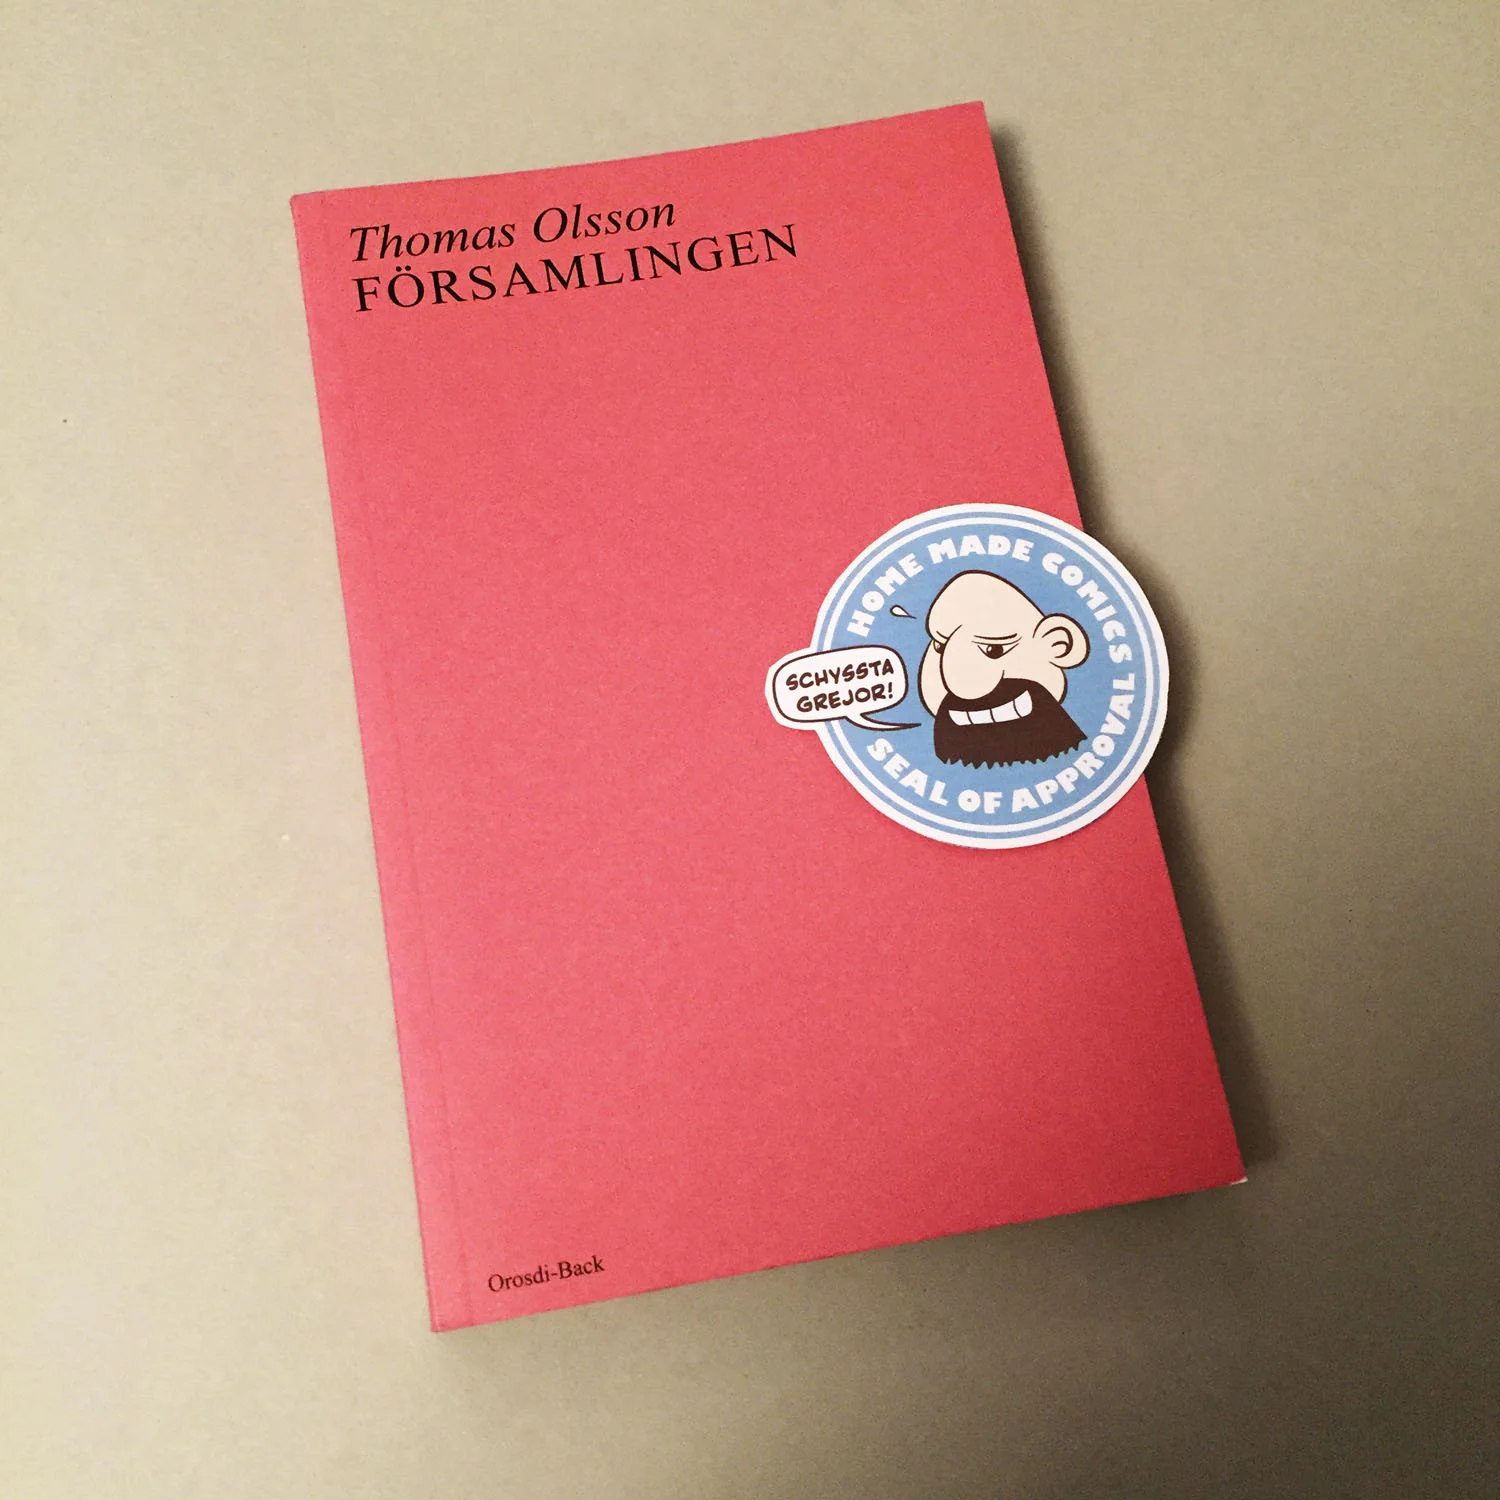 Thomas Olsson
FÖRSAMLINGEN
HOME MADE COMICS
SCHYSSTA
GREJOR!
SEAL OF APPROVAL
Orosdi-Back